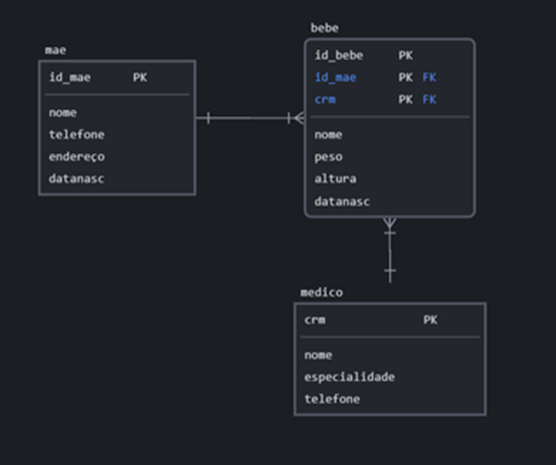 mae
id_mae PK
nome
telefone
endereço
datanasc
bebe
id_bebe PK
id_mae PK FK
crm PK FK
nome
peso
altura
datanasc
medico
crm PK
nome
especialidade
telefone